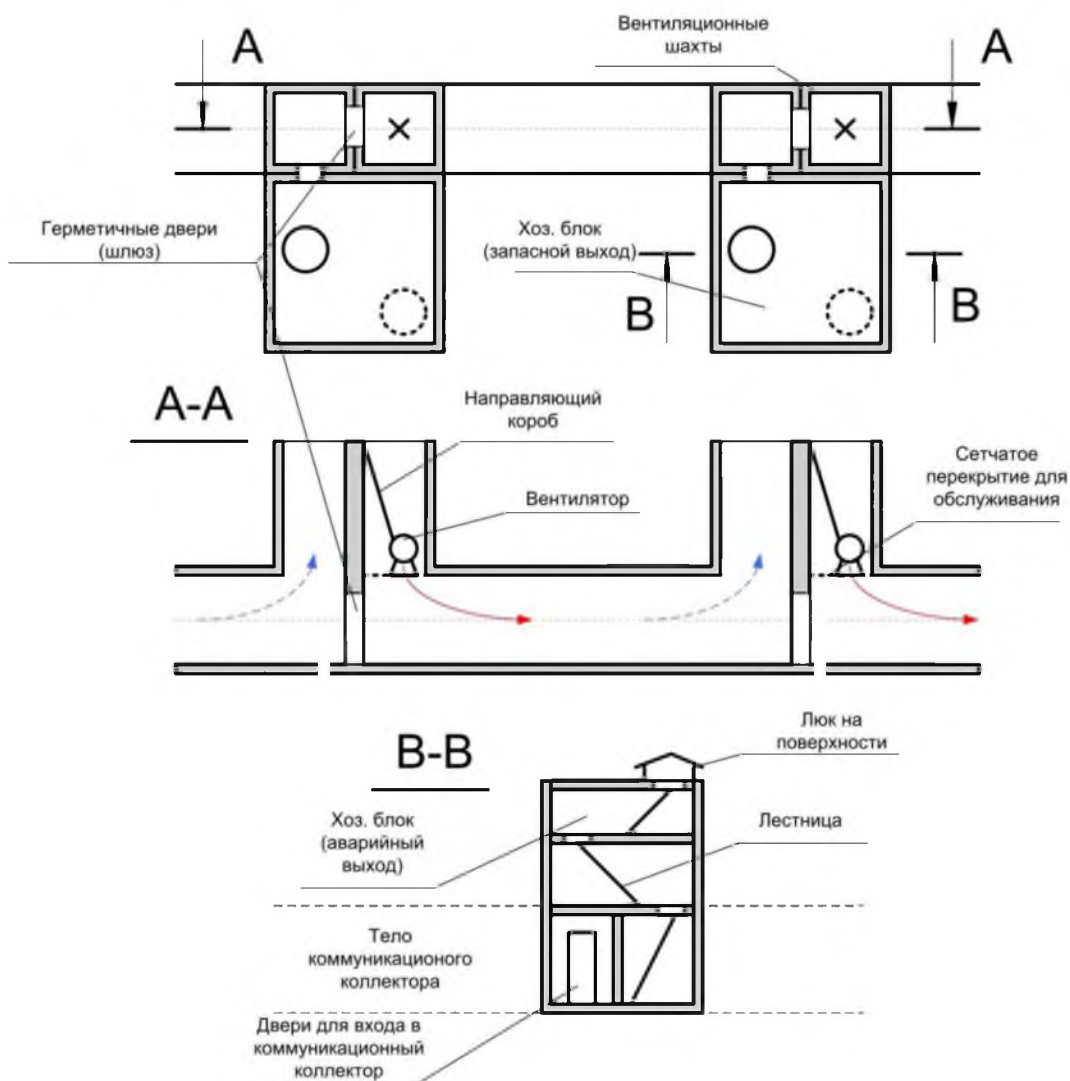 А
Вентиляционные
шахты
А
Герметичные двери
(шлюз)
Хоз. блок
(запасной выход)
В
В
А-А
Направляющий
короб
Вентилятор
Сетчатое
перекрытие для
обслуживания
В-В
Люк на
поверхности
Хоз. блок
(аварийный
выход)
Лестница
Тело
коммуникационого
коллектора
Двери для входа в
коммуникационный
коллектор